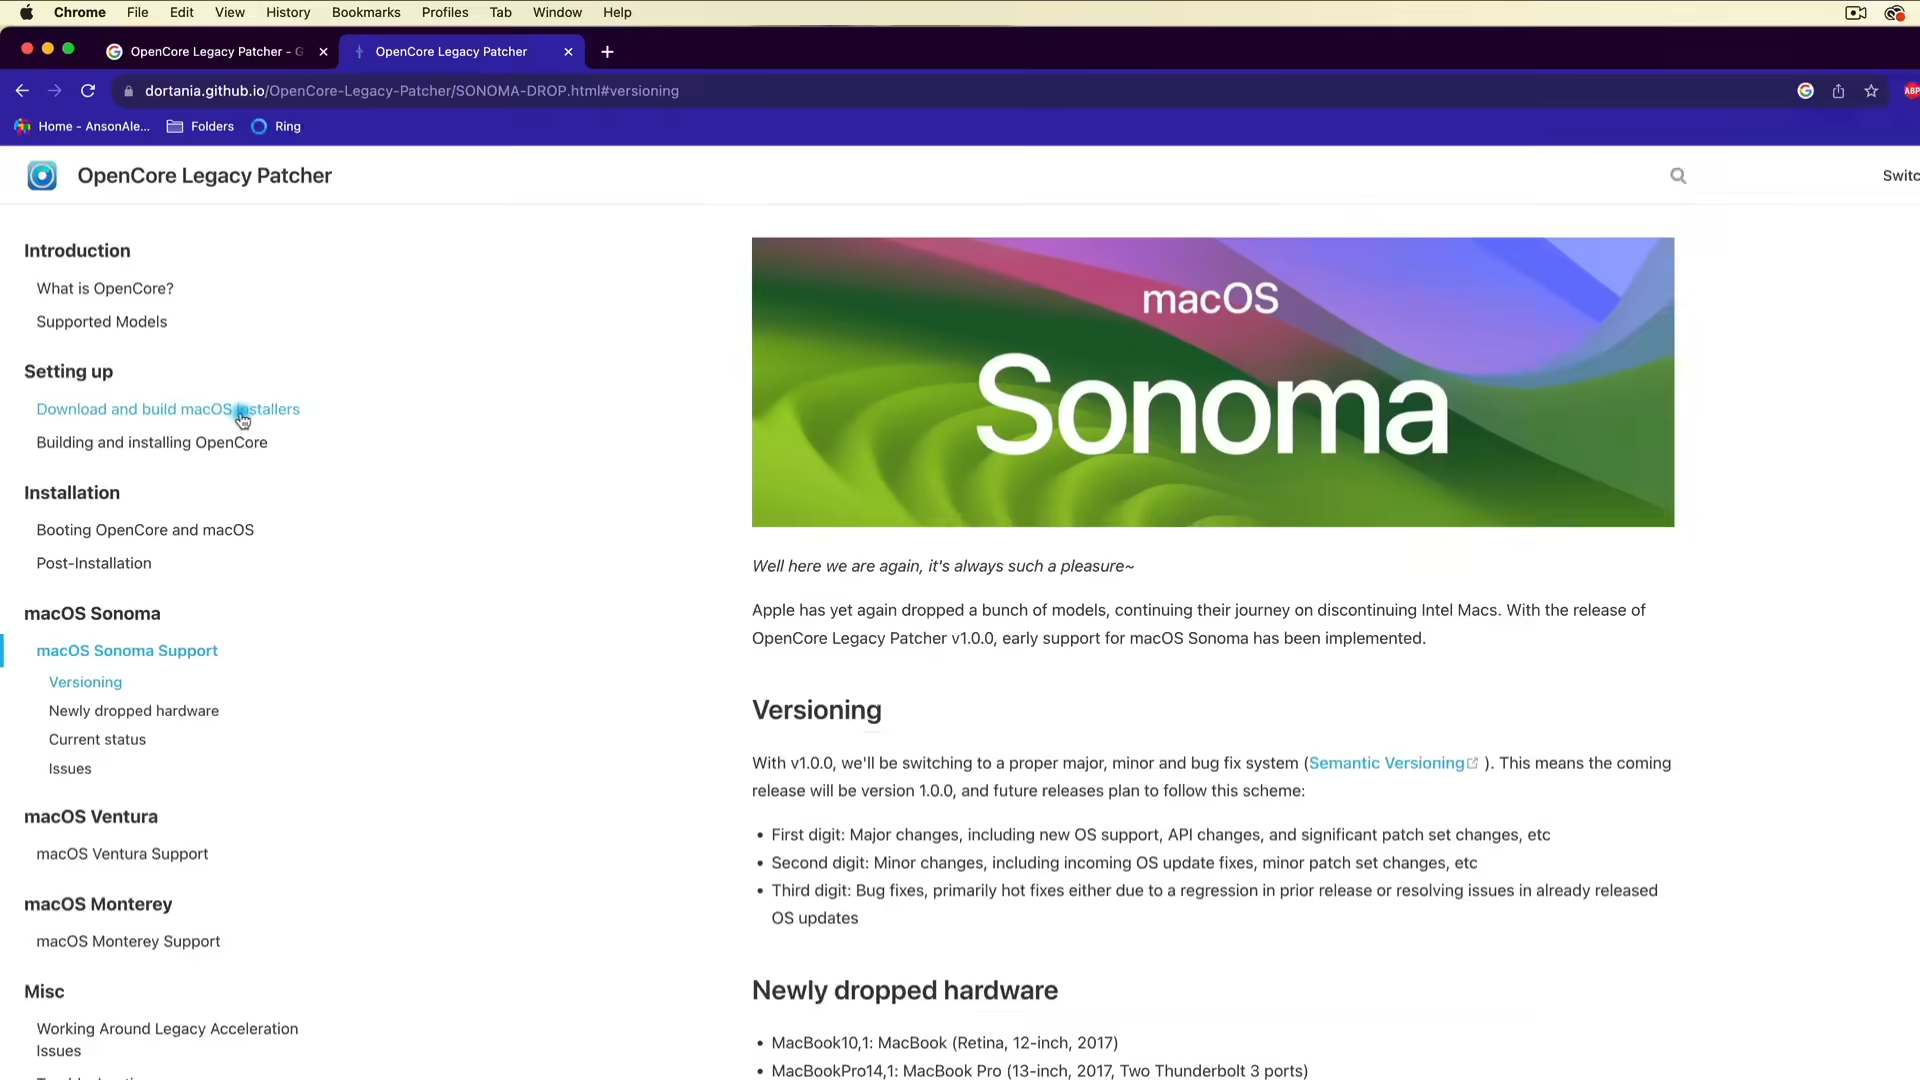 Chrome File Edit View History Bookmarks Profiles Tab Window Help
OpenCore Legacy Patcher - G
OpenCore Legacy Patcher
dortania.github.io/OpenCore-Legacy-Patcher/SONOMA-DROP.html#versioning
ABP
Home - AnsonAle... Folders Ring
OpenCore Legacy Patcher
Switc
Introduction
What is OpenCore?
Supported Models
Setting up
Download and build macOS installers
Building and installing OpenCore
Installation
Booting OpenCore and macOS
Post-Installation
macOS Sonoma
macOS Sonoma Support
Versioning
Newly dropped hardware
Current status
Issues
macOS Ventura
macOS Ventura Support
macOS Monterey
macOS Monterey Support
Misc
Working Around Legacy Acceleration
Issues
macOS
Sonoma
Well here we are again, it's always such a pleasure~
Apple has yet again dropped a bunch of models, continuing their journey on discontinuing Intel Macs. With the release of
OpenCore Legacy Patcher v1.0.0, early support for macOS Sonoma has been implemented.
Versioning
With v1.0.0, we'll be switching to a proper major, minor and bug fix system (Semantic Versioning ). This means the coming
release will be version 1.0.0, and future releases plan to follow this scheme:
• First digit: Major changes, including new OS support, API changes, and significant patch set changes, etc
• Second digit: Minor changes, including incoming OS update fixes, minor patch set changes, etc
• Third digit: Bug fixes, primarily hot fixes either due to a regression in prior release or resolving issues in already released
OS updates
Newly dropped hardware
• MacBook10,1: MacBook (Retina, 12-inch, 2017)
• MacBookPro14,1: MacBook Pro (13-inch, 2017, Two Thunderbolt 3 ports)